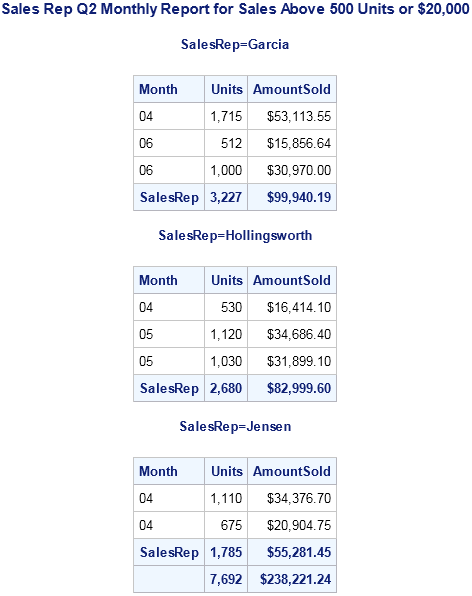 Sales Rep Q2 Monthly Report for Sales Above 500 Units or $20,000
SalesRep=Garcia
Month Units AmountSold
04 1,715 $53,113.55
06 512 $15,856.64
06 1,000 $30,970.00
SalesRep 3,227 $99,940.19
SalesRep=Hollingsworth
Month Units AmountSold
04 530 $16,414.10
05 1,120 $34,686.40
05 1,030 $31,899.10
SalesRep 2,680 $82,999.60
SalesRep=Jensen
Month Units AmountSold
04 1,110 $34,376.70
04 675 $20,904.75
SalesRep 1,785 $55,281.45
7,692 $238,221.24